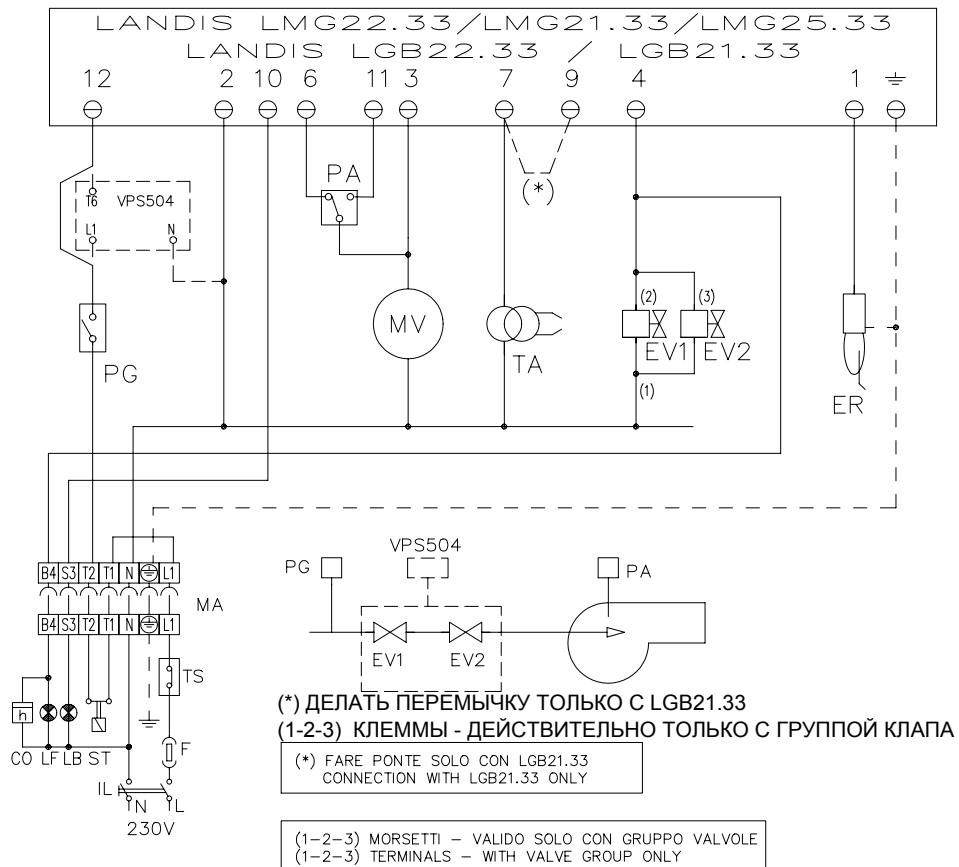 LANDIS LMG22.33/LMG21.33/LMG25.33
LANDIS LGB22.33 / LGB21.33
12 2 10 6 11 3 7 9 4 1
PA
(*)
T6 VPS504
L1 N
PG
MV
TA
(2) (3)
EV1 EV2
(1)
ER
B4 S3 T2 T1 N L1
MA
B4 S3 T2 T1 N L1
TS
h
F
CO LF LB ST
IL
N L
230V
VPS504
PG PA
EV1 EV2
(*) ДЕЛАТЬ ПЕРЕМЫЧКУ ТОЛЬКО С LGB21.33
(1-2-3) КЛЕММЫ - ДЕЙСТВИТЕЛЬНО ТОЛЬКО С ГРУППОЙ КЛАПА
(*) FARE PONTE SOLO CON LGB21.33
CONNECTION WITH LGB21.33 ONLY
(1-2-3) MORSETTI - VALIDO SOLO CON GRUPPO VALVOLE
(1-2-3) TERMINALS - WITH VALVE GROUP ONLY